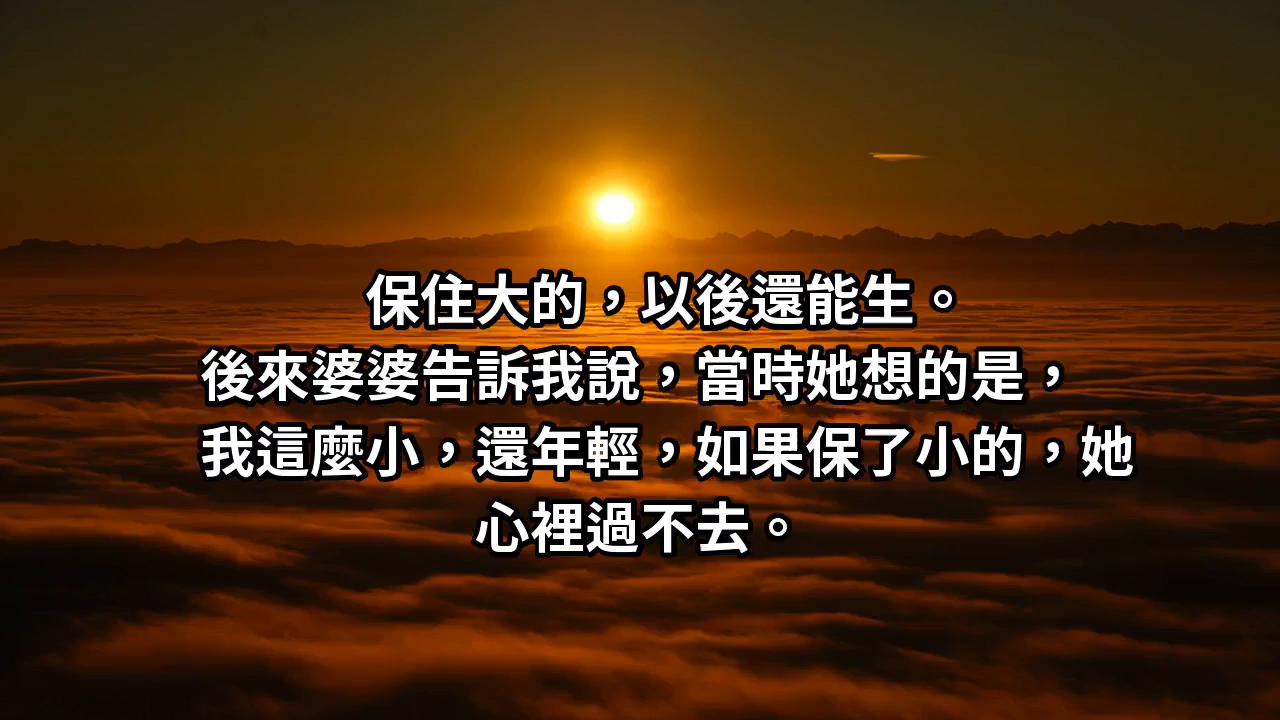 保住大的，以後還能生。
後來婆婆告訴我說，當時她想的是，
我這麼小，還年輕，如果保了小的，她
心裡過不去。